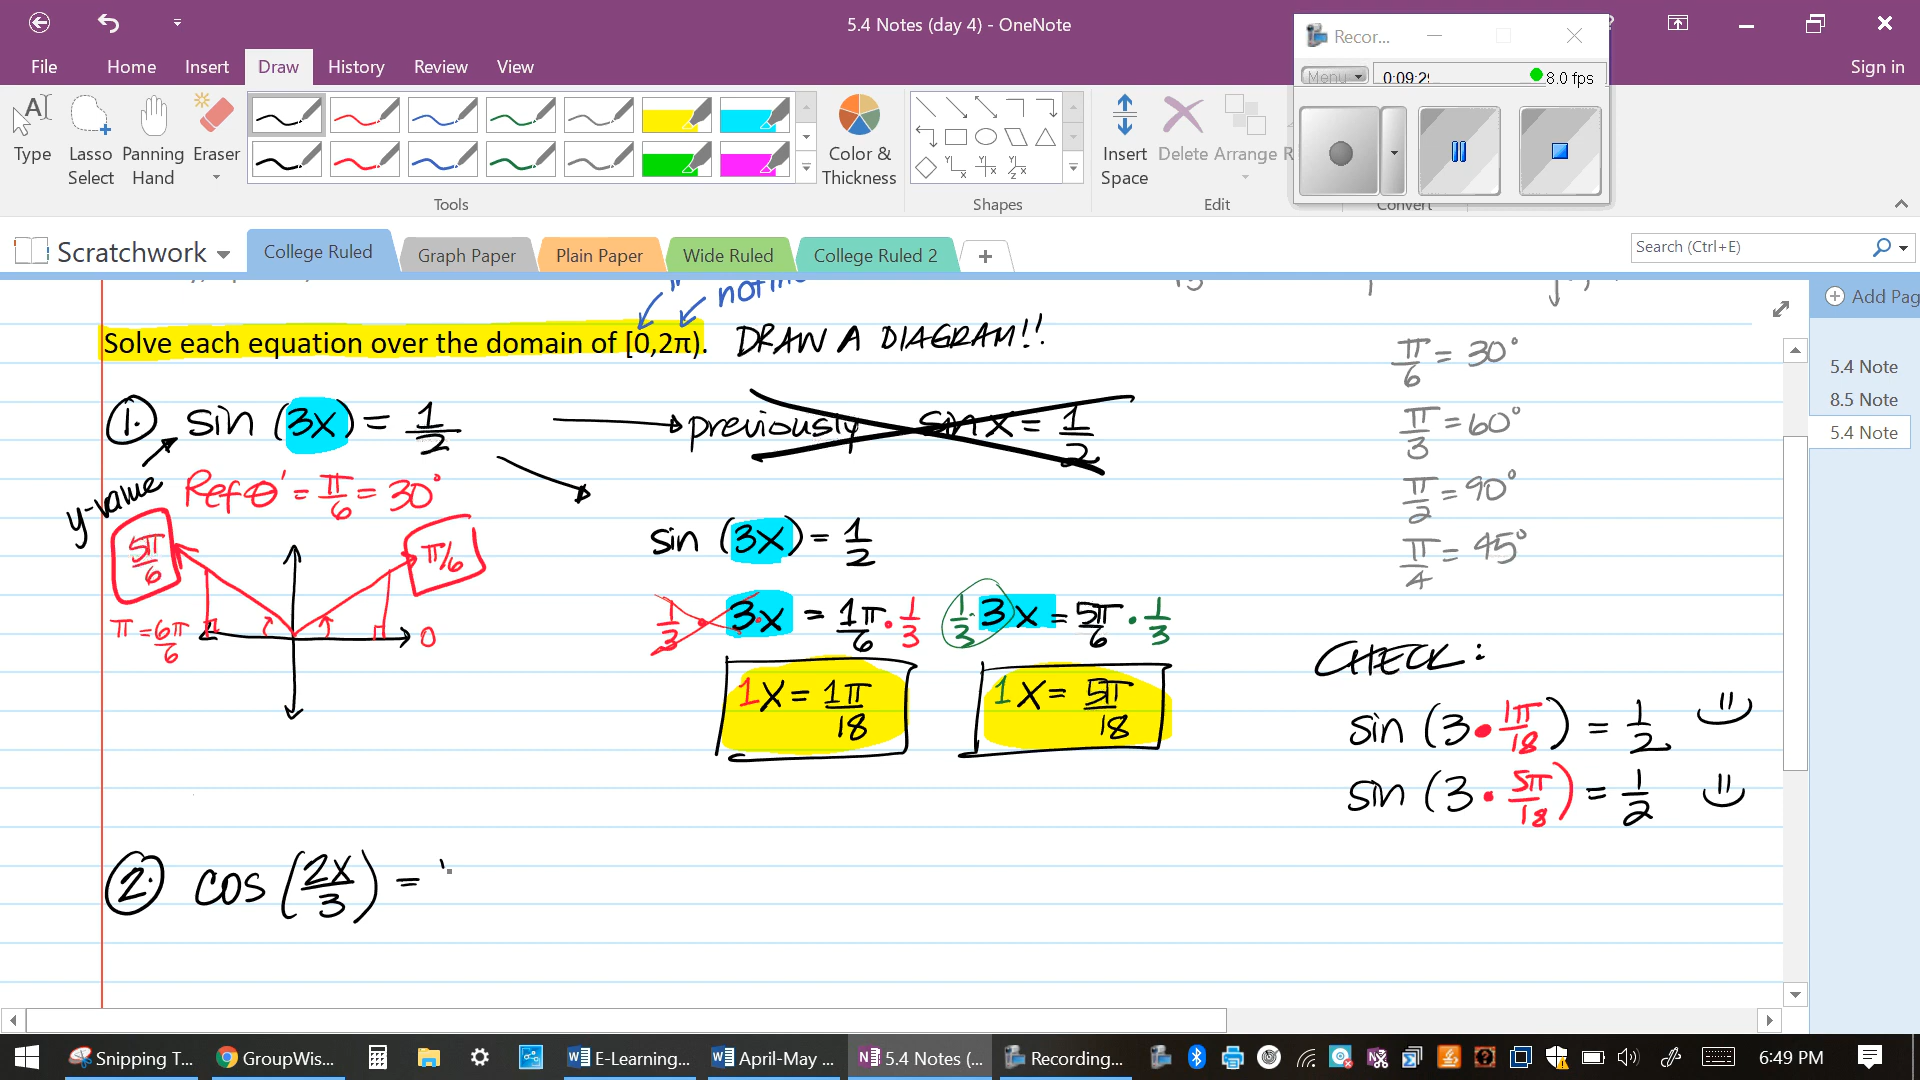 5.4 Notes (day 4) - OneNote
Recor...
Menu 0:09:29 8.0 fps
File Home Insert Draw History Review View Sign in
Type Lasso Select Panning Hand Eraser Color & Thickness Insert Space Delete Arrange R
Tools Shapes Edit Convert
Scratchwork College Ruled Graph Paper Plain Paper Wide Ruled College Ruled 2 + Search (Ctrl+E)
Add Pag
5.4 Note
8.5 Note
5.4 Note
Solve each equation over the domain of [0,2π). DRAW A DIAGRAM!!
π/6 = 30°
π/3 = 60°
π/2 = 90°
π/4 = 45°
1. sin (3x) = 1/2 previously sin x = 1/2
y-value Ref θ' = π/6 = 30°
5π/6 π/6
π = 6π/6 0
sin (3x) = 1/2
1/3 • 3x = 1π/6 • 1/3 1/3 • 3x = 5π/6 • 1/3
1x = 1π/18 1x = 5π/18
CHECK:
sin (3 • 1π/18) = 1/2
sin (3 • 5π/18) = 1/2
2. cos (2x/3) =
Snipping T... GroupWis... E-Learning... April-May ... 5.4 Notes (... Recording... 6:49 PM